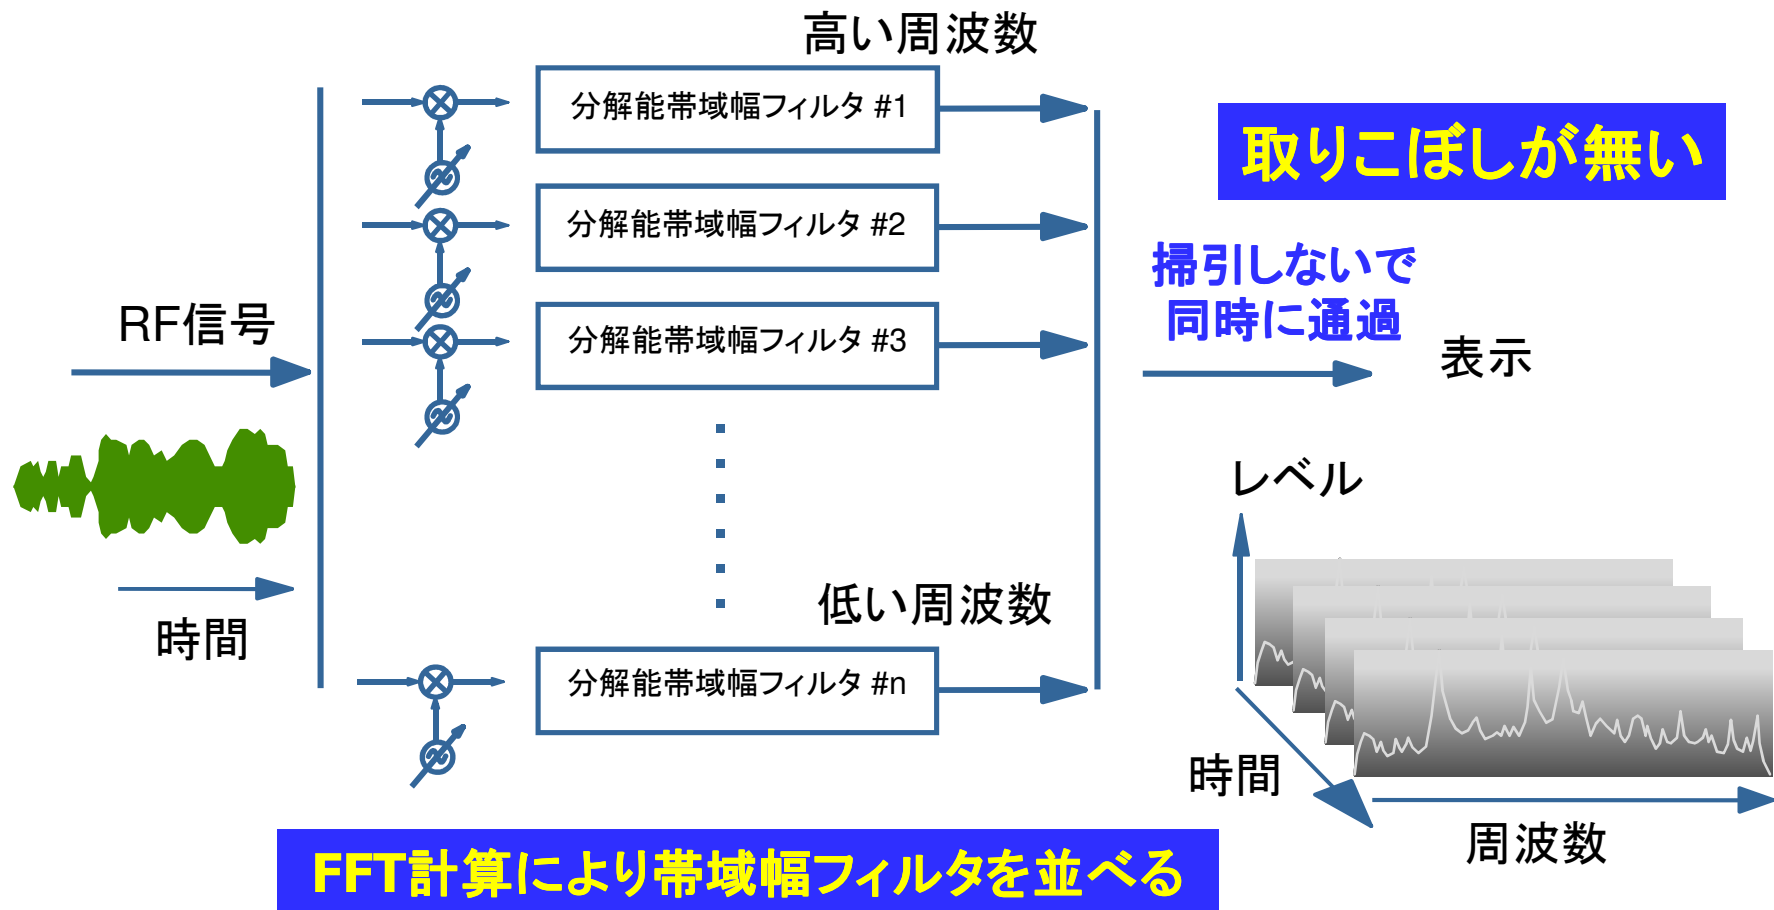 高い周波数
分解能帯域幅フィルタ #1
取りこぼしが無い
分解能帯域幅フィルタ #2
掃引しないで
同時に通過
RF信号
分解能帯域幅フィルタ #3
表示
レベル
時間
低い周波数
分解能帯域幅フィルタ #n
時間
周波数
FFT計算により帯域幅フィルタを並べる